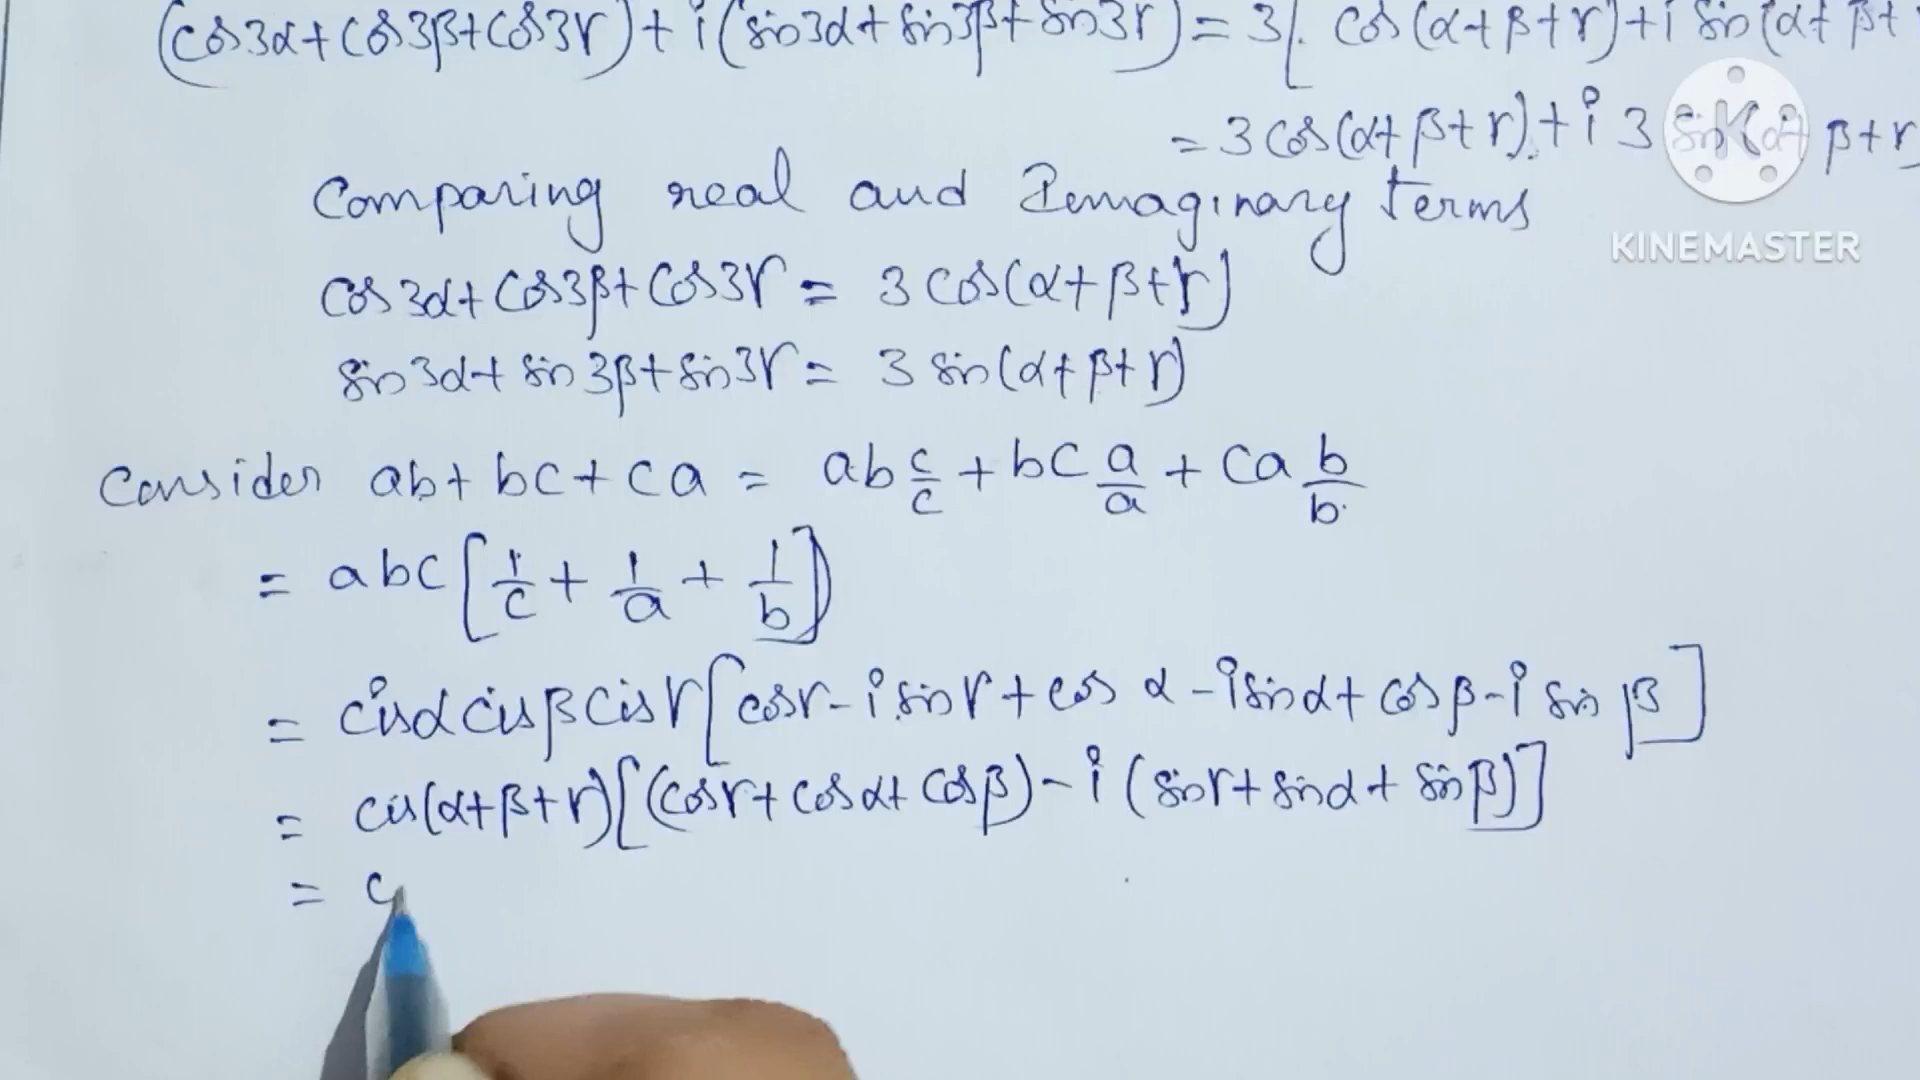 (cos3α+cos3β+cos3r)+i(sin3α+sin3β+sin3r)=3[cos(α+β+r)+i sin(α+β+
=3cos(α+β+r)+i 3 sin(α+β+r)
Comparing real and Imaginary terms
KINEMASTER
cos3α+cos3β+cos3r = 3cos(α+β+r)
sin3α+sin3β+sin3r = 3 sin(α+β+r)
Consider ab+bc+ca = ab c/c + bc a/a + ca b/b
= abc[1/c + 1/a + 1/b]
= cisα cisβ cisr[cosr-i sinr+cos α-i sinα+cosβ-i sin β]
= cis(α+β+r)[(cosr+cosα+cosβ)-i(sinr+sinα+sinβ)]
= c